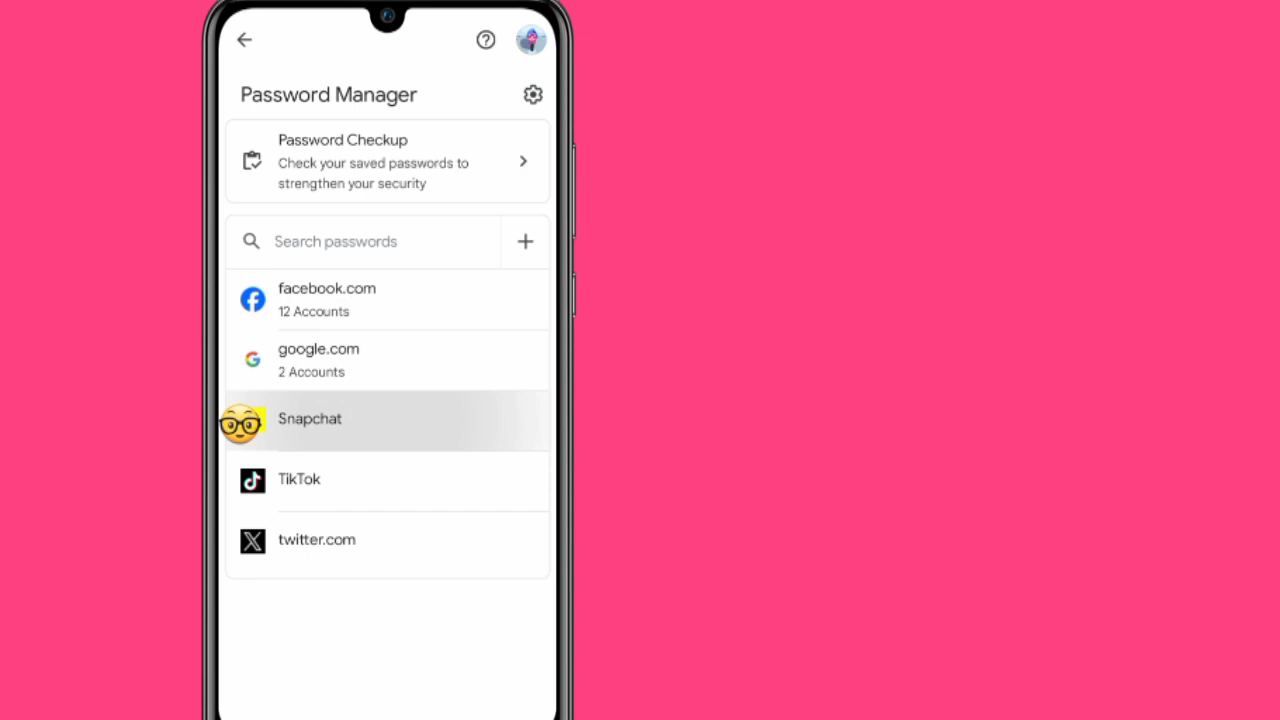 Password Manager
Password Checkup
Check your saved passwords to
strengthen your security
Search passwords
facebook.com
12 Accounts
google.com
2 Accounts
Snapchat
TikTok
twitter.com